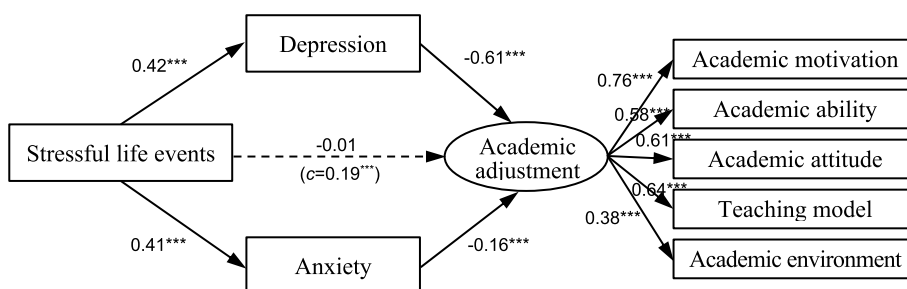 Depression
0.42***
-0.61***
Stressful life events
-0.01
(c=0.19***)
Academic
adjustment
0.41***
-0.16***
Anxiety
0.76***
Academic motivation
0.58***
Academic ability
0.61***
Academic attitude
0.64***
Teaching model
0.38***
Academic environment